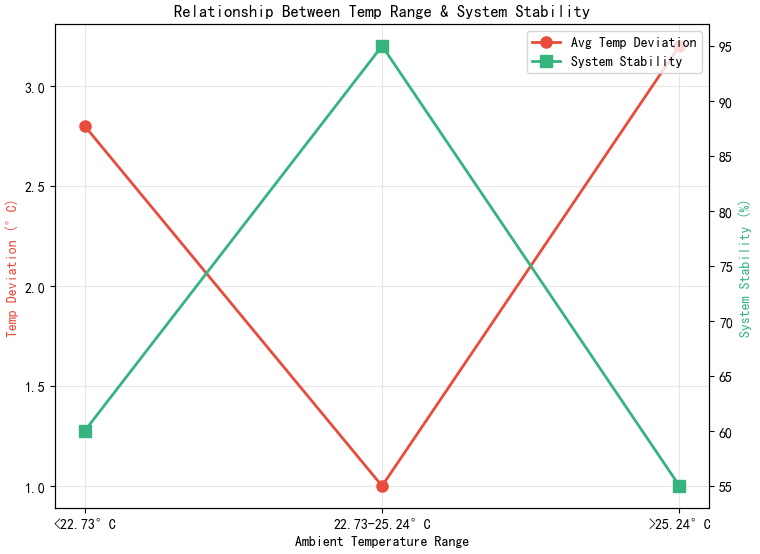 Relationship Between Temp Range & System Stability
Avg Temp Deviation
System Stability
3.0
2.5
2.0
1.5
1.0
Temp Deviation (°C)
95
90
85
80
75
70
65
60
55
System Stability (%)
<22.73°C
22.73-25.24°C
>25.24°C
Ambient Temperature Range